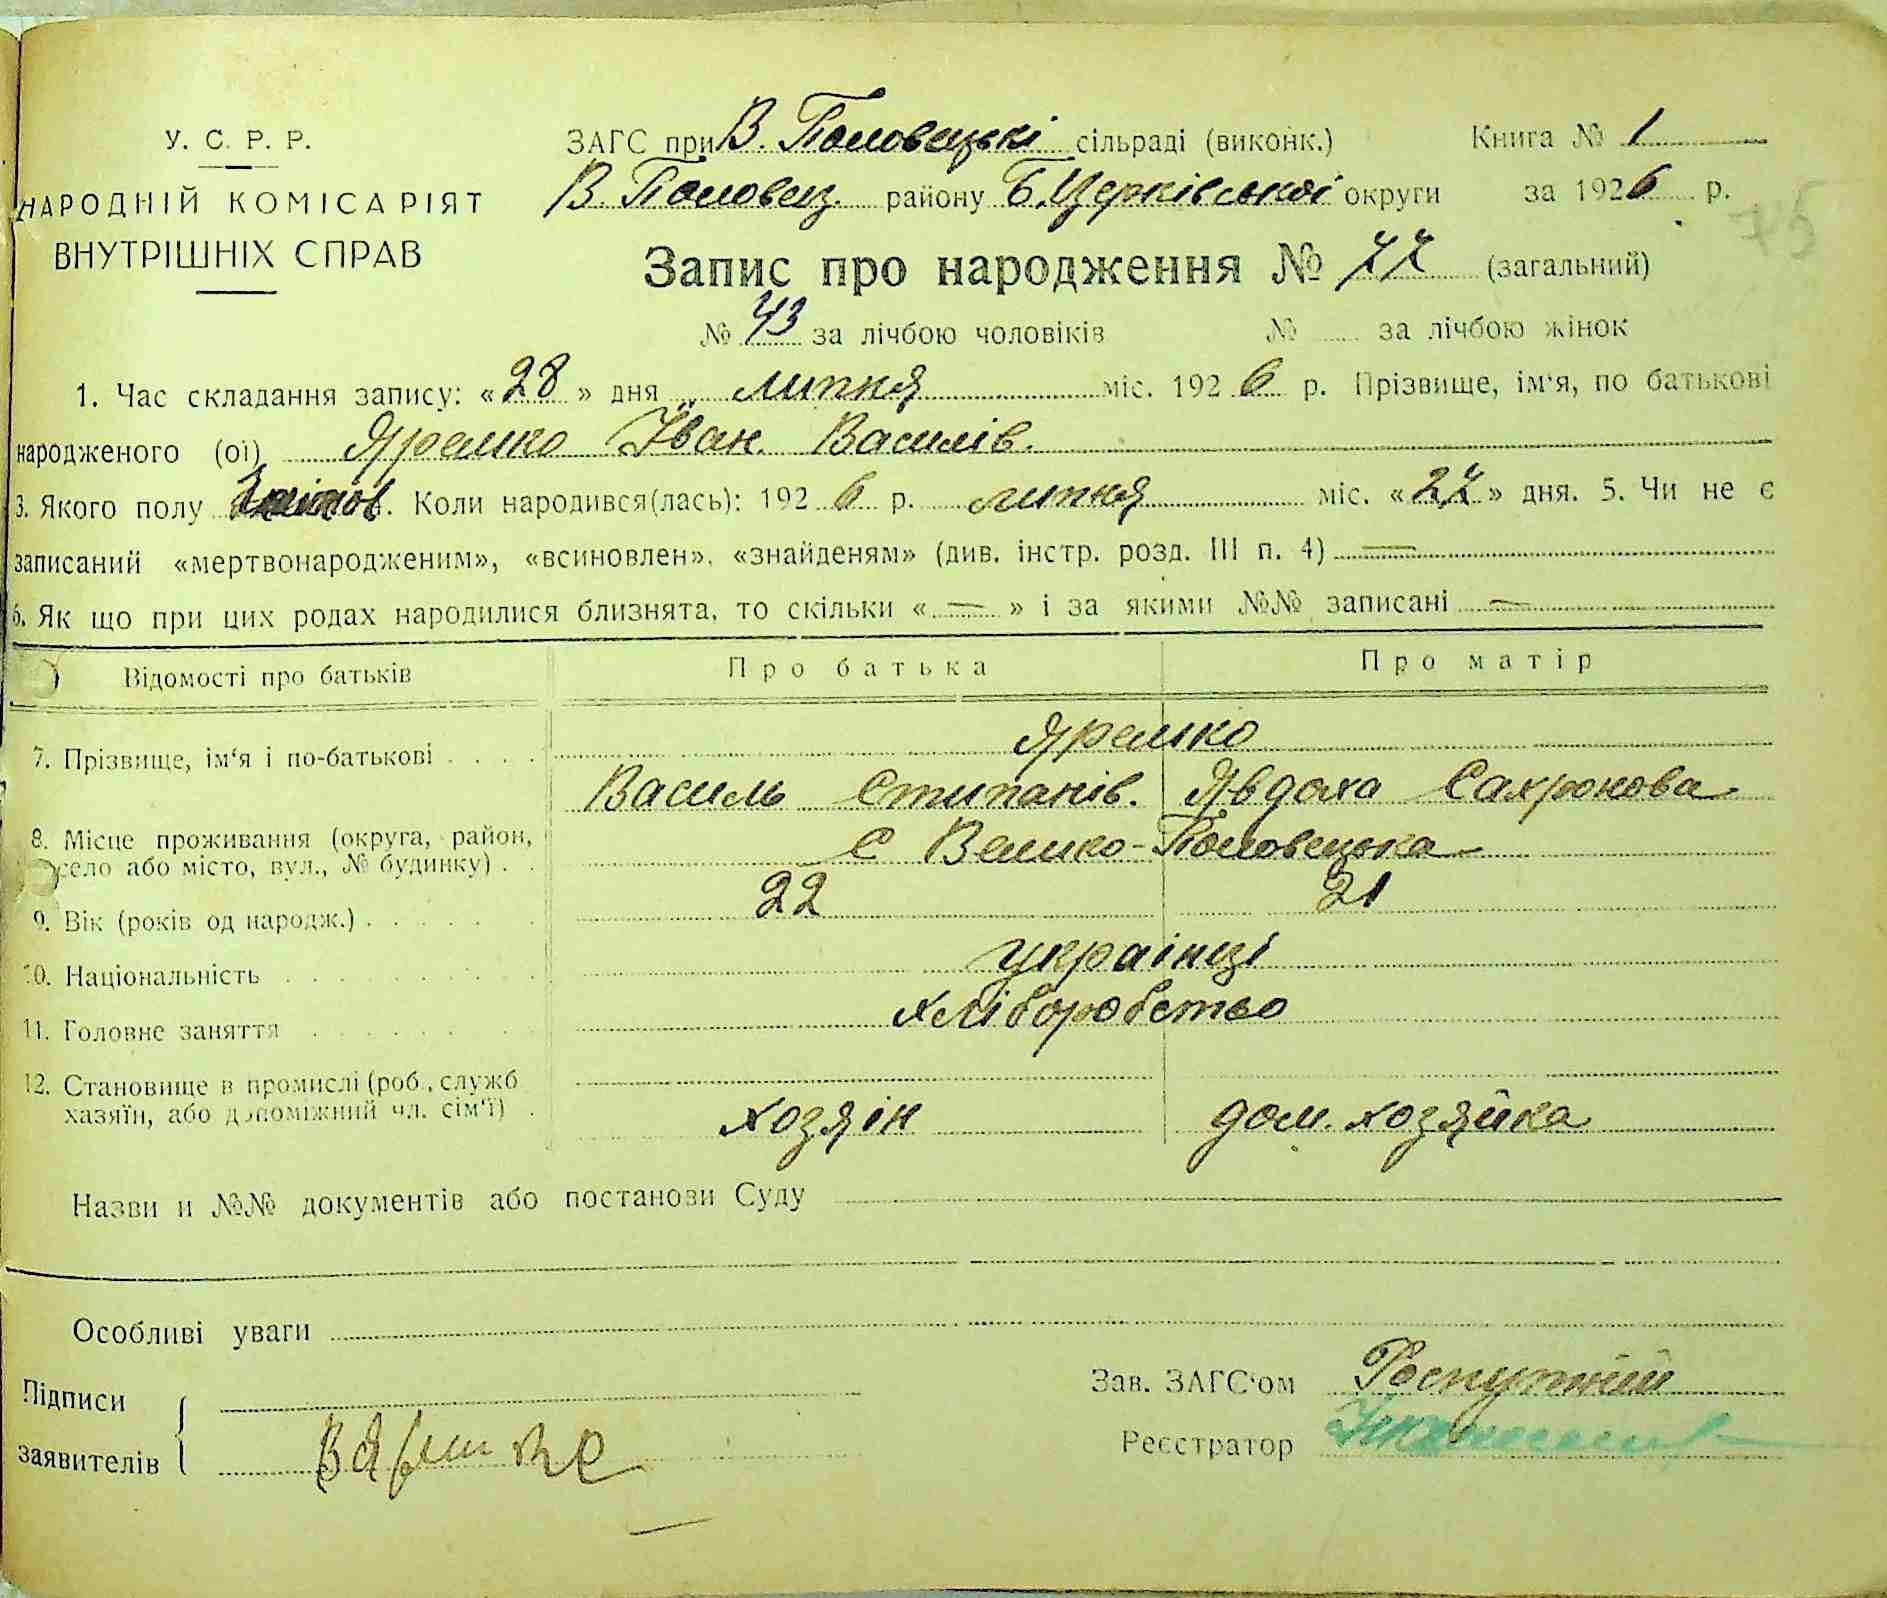 У. С. Р. Р.
НАРОДНІЙ КОМІСАРІЯТ
ВНУТРІШНІХ СПРАВ
ЗАГС при В. Половецькі сільраді (виконк.) Книга № 1
В. Половец. району Б. Церківської округи за 1926 р.
75
Запис про народження № 77 (загальний)
№ 43 за лічбою чоловіків № за лічбою жінок
1. Час складання запису: «28» дня липня міс. 1926 р. Прізвище, ім'я, по батькові
народженого (ої) Яремко Іван Василів.
3. Якого полу Коли народився(лась): 1926 р. липня міс. «27» дня. 5. Чи не є
записаний «мертвонародженим», «всиновлен», «знайденям» (див. інстр. розд. III п. 4) —
6. Як що при цих родах народилися близнята, то скільки «—» і за якими №№ записані —
Відомості про батьків Про батька Про матір
7. Прізвище, ім'я і по-батькові Яремко
Василь Стипанів. Явдоха Сахронова
8. Місце проживання (округа, район,
село або місто, вул., № будинку) с Велико-Половецька
9. Вік (років од народж.) 22 21
10. Національність українці
11. Головне заняття хліборобство
12. Становище в промислі (роб., служб
хазяїн, або допоміжний чл. сім'ї) хозяін дом. хозяйка
Назви и №№ документів або постанови Суду
Особливі уваги
Підписи
заявителів
Зав. ЗАГС'ом Роспутній
Реєстратор